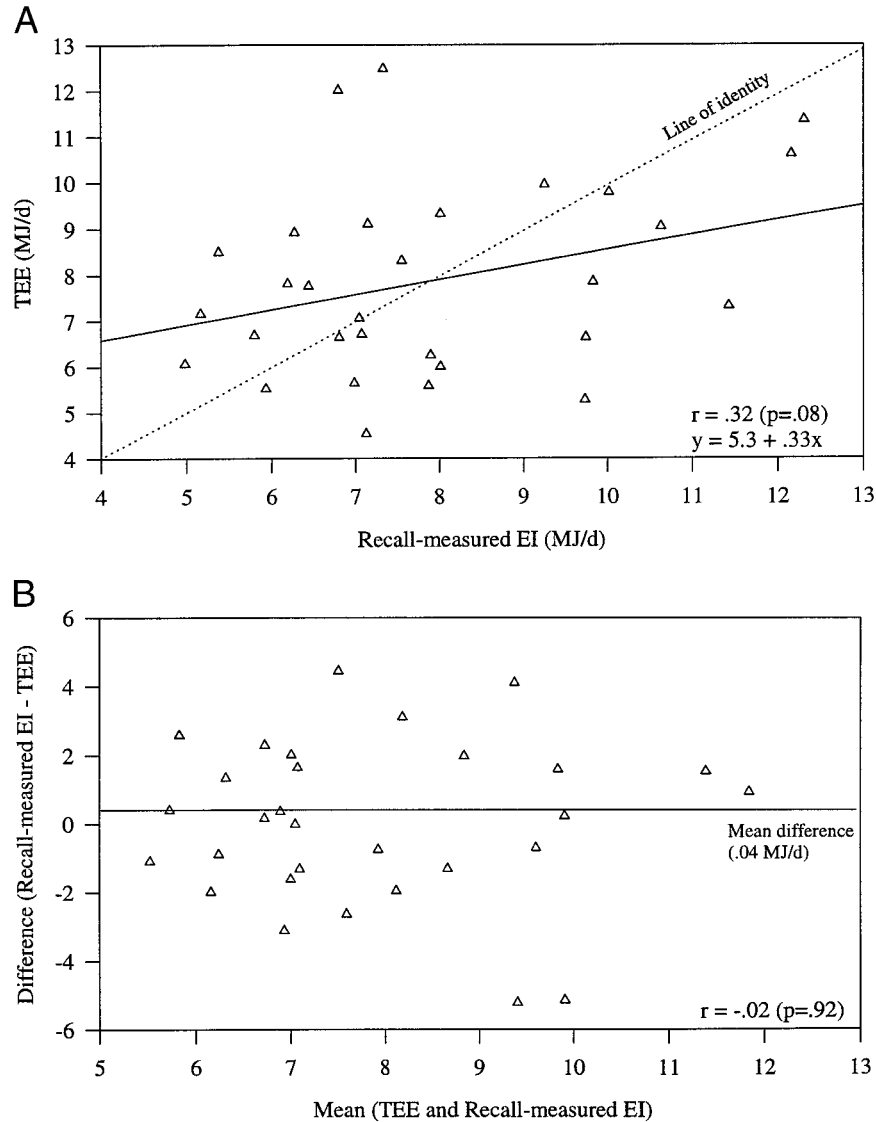 A
13
12
11
10
9
8
7
6
5
4
TEE (MJ/d)
Line of identity
r = .32 (p=.08)
y = 5.3 + .33x
4 5 6 7 8 9 10 11 12 13
Recall-measured EI (MJ/d)
B
6
4
2
0
-2
-4
-6
Difference (Recall-measured EI - TEE)
Mean difference
(.04 MJ/d)
r = -.02 (p=.92)
5 6 7 8 9 10 11 12 13
Mean (TEE and Recall-measured EI)